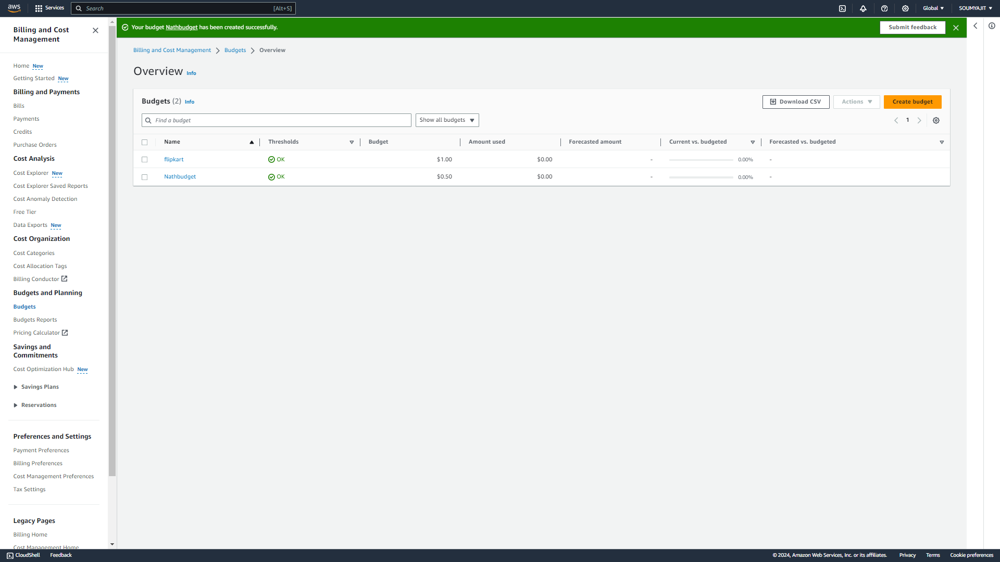 aws
Services
Search
[Alt+S]
Global
SOUMYAJIT
Billing and Cost
Management
Home New
Getting Started New
Billing and Payments
Bills
Payments
Credits
Purchase Orders
Cost Analysis
Cost Explorer New
Cost Explorer Saved Reports
Cost Anomaly Detection
Free Tier
Data Exports New
Cost Organization
Cost Categories
Cost Allocation Tags
Billing Conductor
Budgets and Planning
Budgets
Budgets Reports
Pricing Calculator
Savings and
Commitments
Cost Optimization Hub New
Savings Plans
Reservations
Preferences and Settings
Payment Preferences
Billing Preferences
Cost Management Preferences
Tax Settings
Legacy Pages
Billing Home
Cost Management Home
Your budget Nathbudget has been created successfully.
Submit feedback
Billing and Cost Management > Budgets > Overview
Overview Info
Budgets (2) Info
Download CSV
Actions
Create budget
Find a budget
Show all budgets
1
Name Thresholds Budget Amount used Forecasted amount Current vs. budgeted Forecasted vs. budgeted
flipkart OK $1.00 $0.00 - 0.00% -
Nathbudget OK $0.50 $0.00 - 0.00% -
CloudShell Feedback © 2024, Amazon Web Services, Inc. or its affiliates. Privacy Terms Cookie preferences